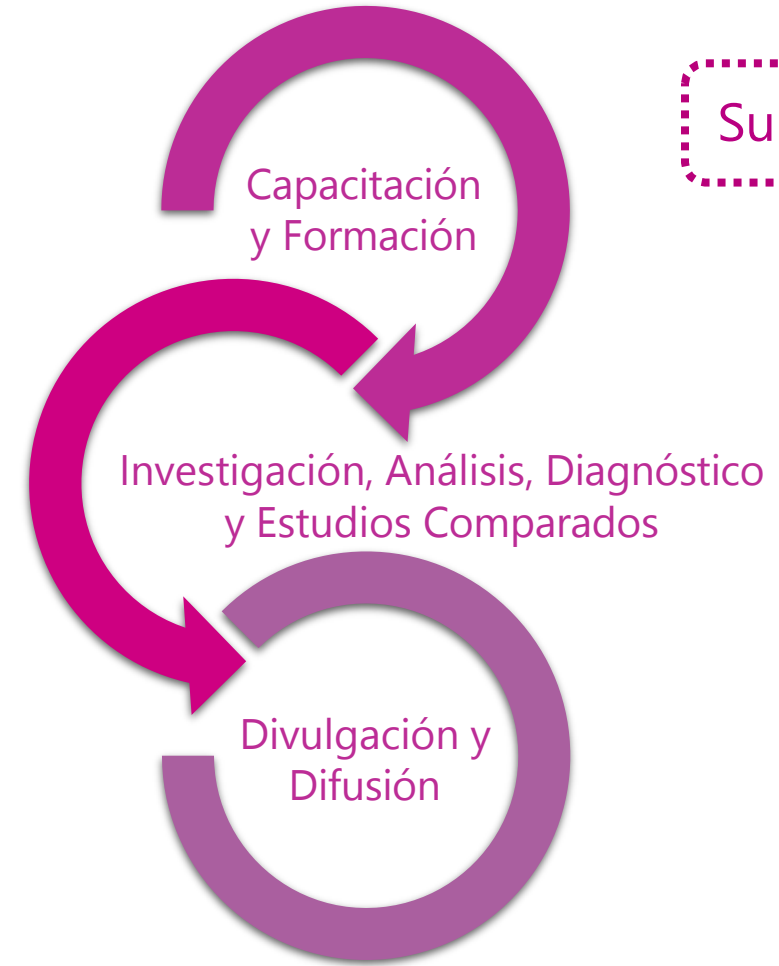 Su
Capacitación
y Formación
Investigación, Análisis, Diagnóstico
y Estudios Comparados
Divulgación y
Difusión